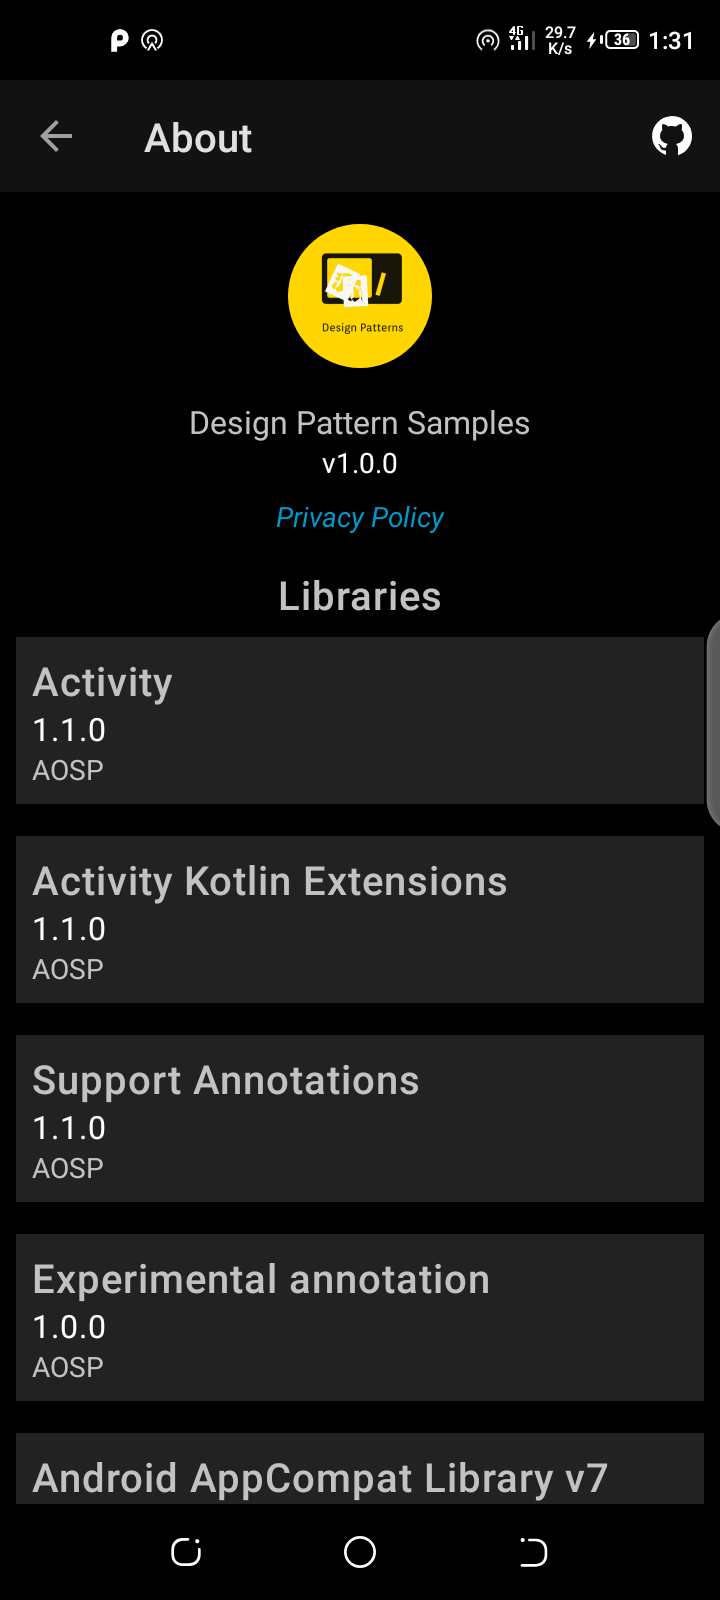 4G
29.7
K/s
36
1:31
About
Design Patterns
Design Pattern Samples
v1.0.0
Privacy Policy
Libraries
Activity
1.1.0
AOSP
Activity Kotlin Extensions
1.1.0
AOSP
Support Annotations
1.1.0
AOSP
Experimental annotation
1.0.0
AOSP
Android AppCompat Library v7